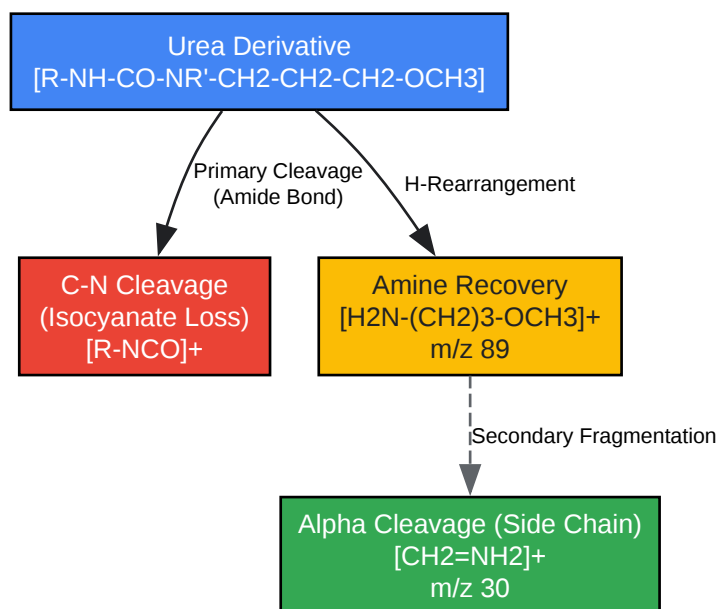 Urea Derivative
[R-NH-CO-NR'-CH2-CH2-CH2-OCH3]
Primary Cleavage
(Amide Bond)
H-Rearrangement
C-N Cleavage
(Isocyanate Loss)
[R-NCO]+
Amine Recovery
[H2N-(CH2)3-OCH3]+
m/z 89
Secondary Fragmentation
Alpha Cleavage (Side Chain)
[CH2=NH2]+
m/z 30